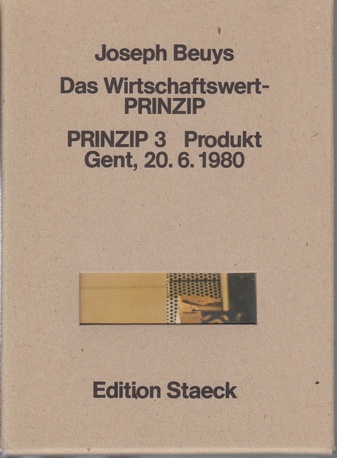 Joseph Beuys
Das Wirtschaftswert-
PRINZIP
PRINZIP 3 Produkt
Gent, 20. 6. 1980
Edition Staeck